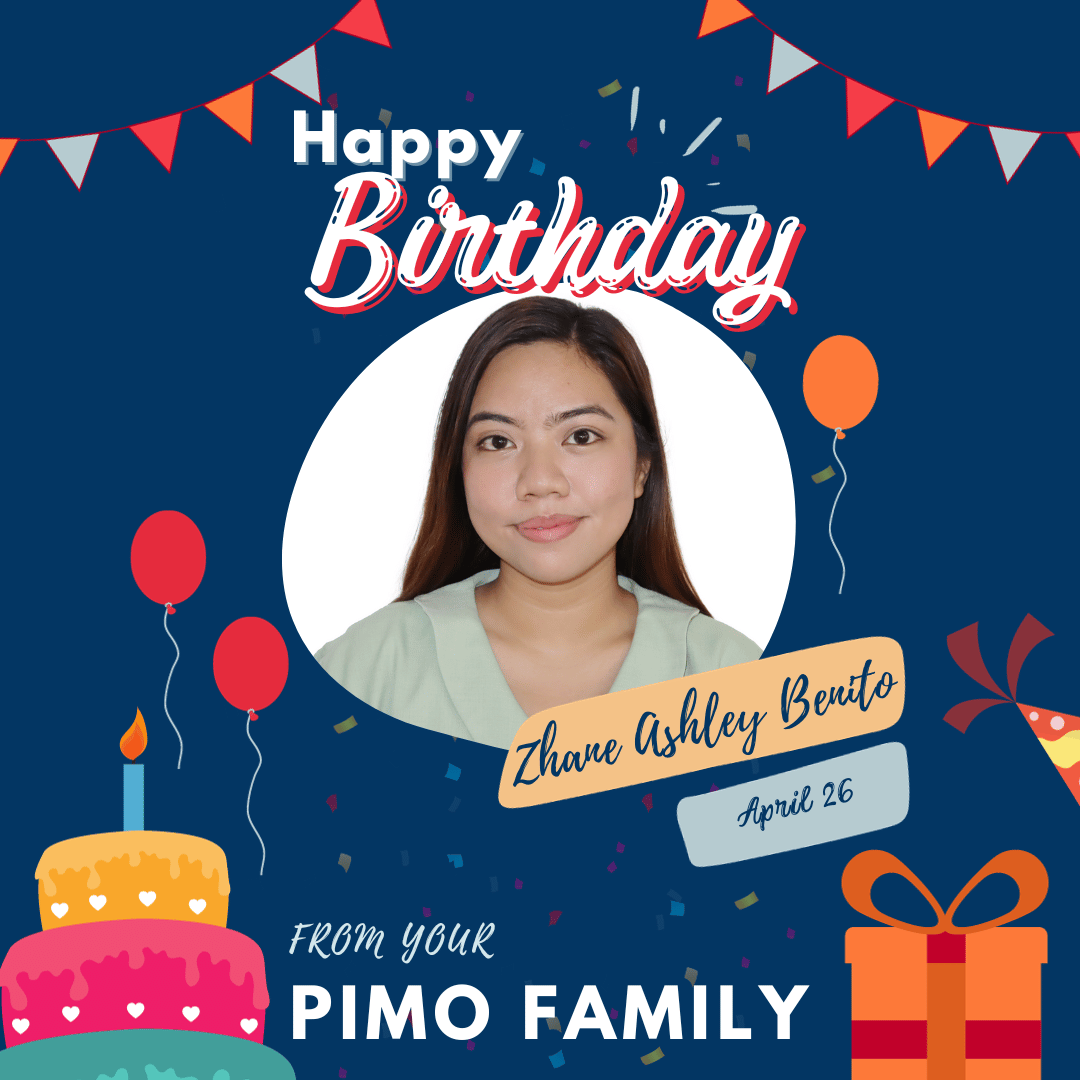 Happy
Birthday
Zhane Ashley Benito
April 26
FROM YOUR
PIMO FAMILY